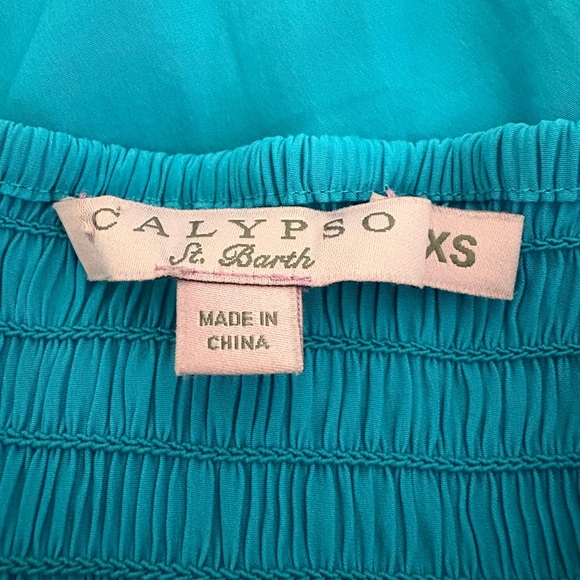 CALYPSO
St. Barth
XS
MADE IN
CHINA